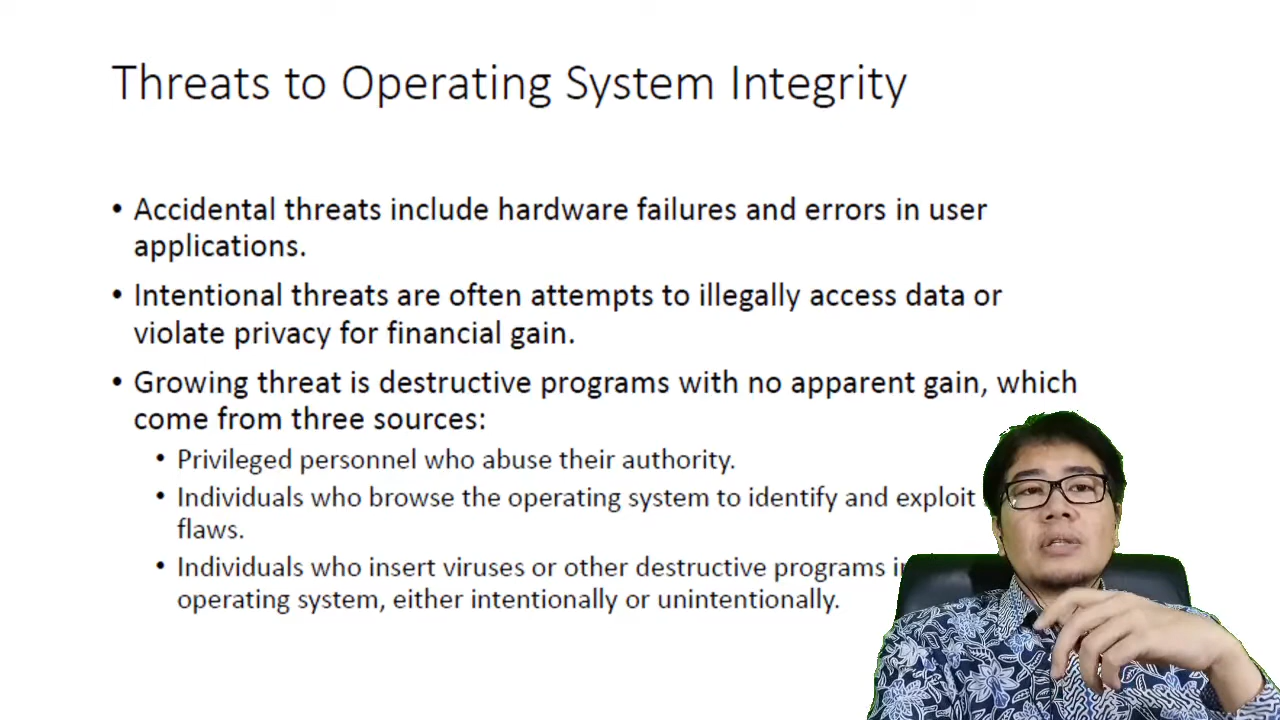 Threats to Operating System Integrity
• Accidental threats include hardware failures and errors in user
applications.
• Intentional threats are often attempts to illegally access data or
violate privacy for financial gain.
• Growing threat is destructive programs with no apparent gain, which
come from three sources:
• Privileged personnel who abuse their authority.
• Individuals who browse the operating system to identify and exploit
flaws.
• Individuals who insert viruses or other destructive programs
operating system, either intentionally or unintentionally.